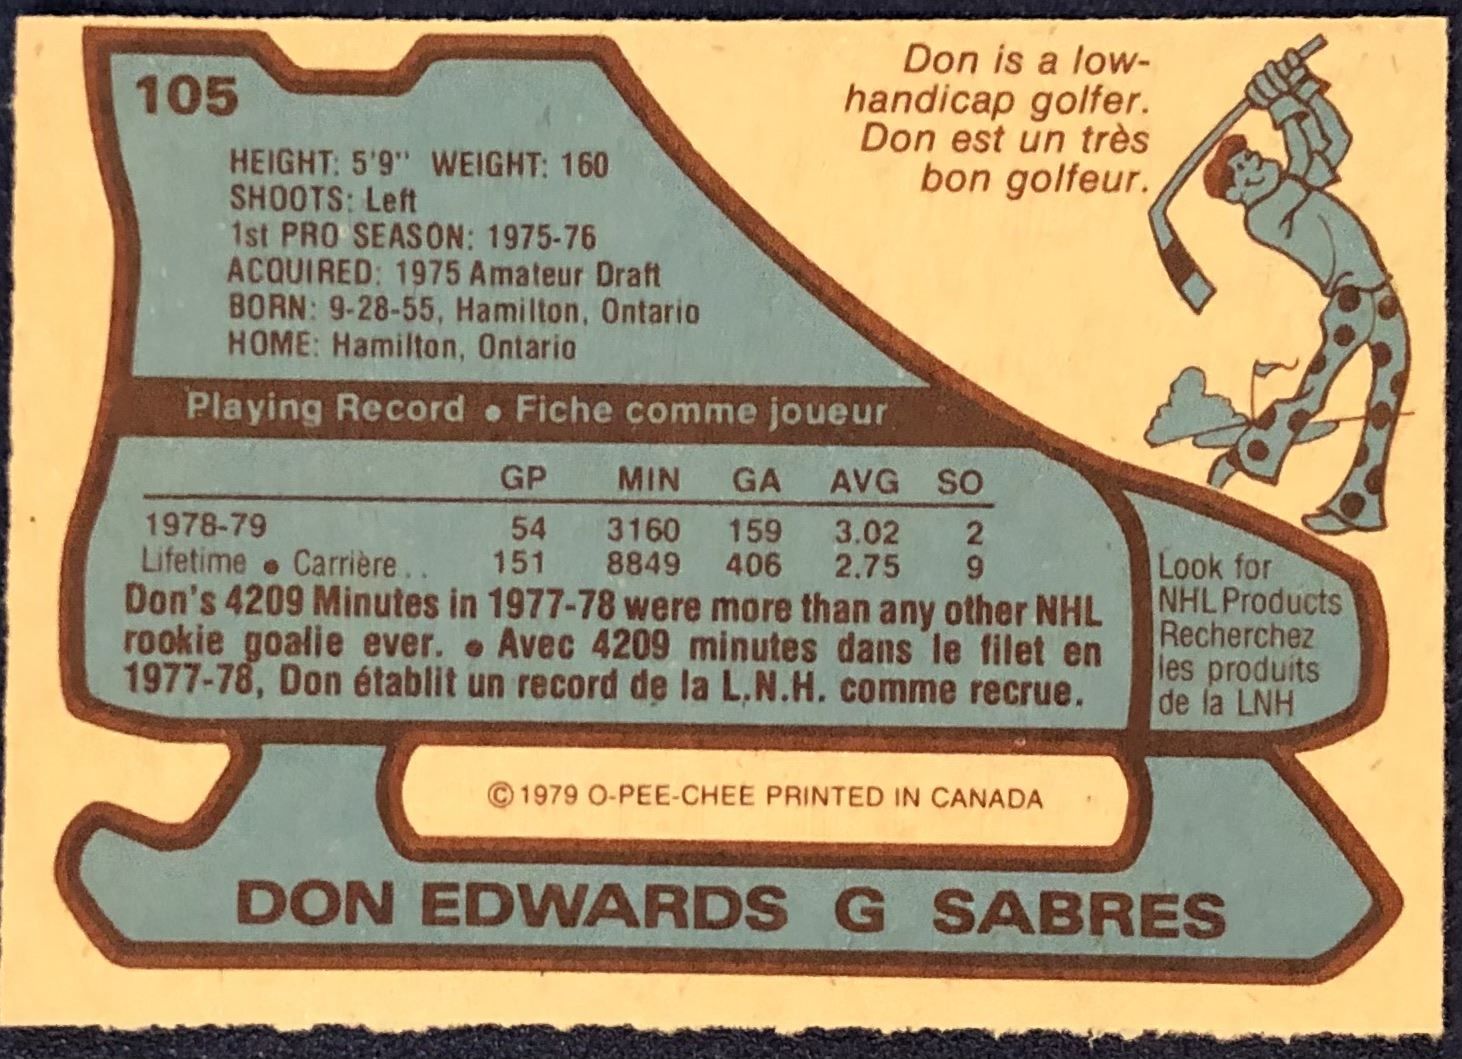 105
Don is a low-
handicap golfer.
Don est un très
bon golfeur.
HEIGHT: 5'9" WEIGHT: 160
SHOOTS: Left
1st PRO SEASON: 1975-76
ACQUIRED: 1975 Amateur Draft
BORN: 9-28-55, Hamilton, Ontario
HOME: Hamilton, Ontario
Playing Record • Fiche comme joueur
GP MIN GA AVG SO
1978-79 54 3160 159 3.02 2
Lifetime • Carrière.. 151 8849 406 2.75 9
Don's 4209 Minutes in 1977-78 were more than any other NHL
rookie goalie ever. • Avec 4209 minutes dans le filet en
1977-78, Don établit un record de la L.N.H. comme recrue.
Look for
NHL Products
Recherchez
les produits
de la LNH
© 1979 O-PEE-CHEE PRINTED IN CANADA
DON EDWARDS G SABRES